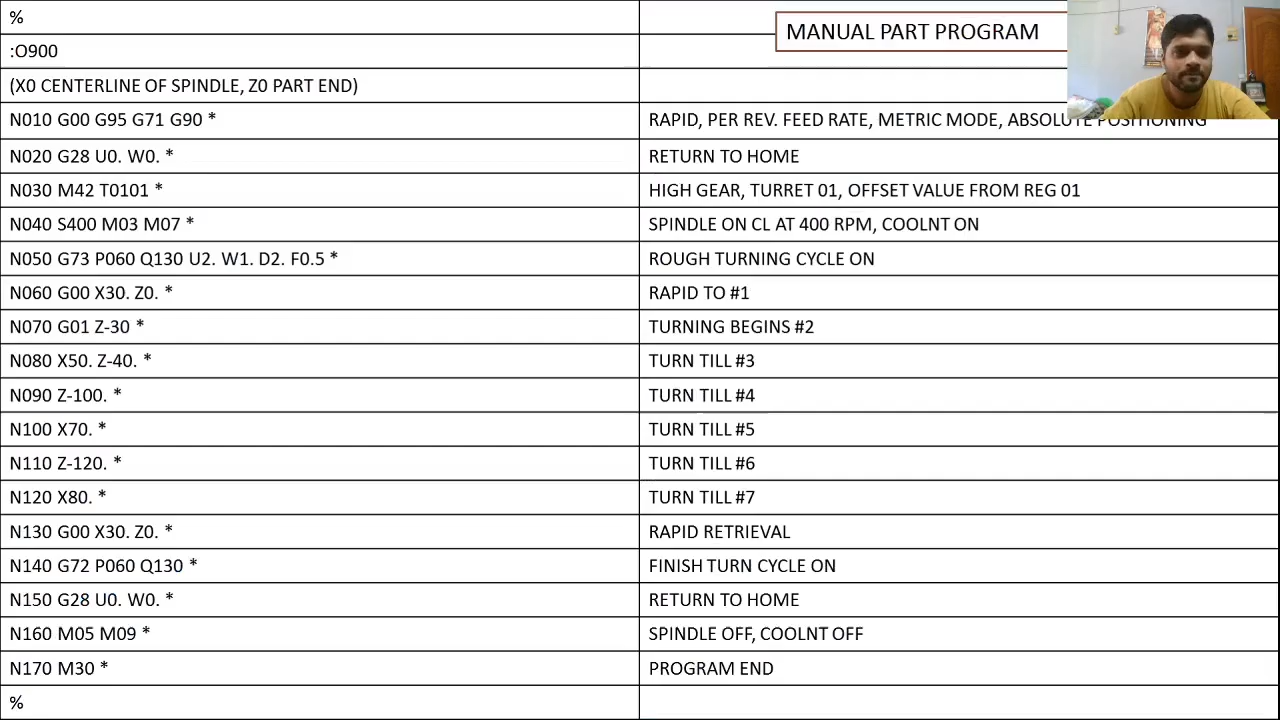 %
MANUAL PART PROGRAM
:O900
(X0 CENTERLINE OF SPINDLE, Z0 PART END)
N010 G00 G95 G71 G90 * RAPID, PER REV. FEED RATE, METRIC MODE, ABSOLUTE POSITIONING
N020 G28 U0. W0. * RETURN TO HOME
N030 M42 T0101 * HIGH GEAR, TURRET 01, OFFSET VALUE FROM REG 01
N040 S400 M03 M07 * SPINDLE ON CL AT 400 RPM, COOLNT ON
N050 G73 P060 Q130 U2. W1. D2. F0.5 * ROUGH TURNING CYCLE ON
N060 G00 X30. Z0. * RAPID TO #1
N070 G01 Z-30 * TURNING BEGINS #2
N080 X50. Z-40. * TURN TILL #3
N090 Z-100. * TURN TILL #4
N100 X70. * TURN TILL #5
N110 Z-120. * TURN TILL #6
N120 X80. * TURN TILL #7
N130 G00 X30. Z0. * RAPID RETRIEVAL
N140 G72 P060 Q130 * FINISH TURN CYCLE ON
N150 G28 U0. W0. * RETURN TO HOME
N160 M05 M09 * SPINDLE OFF, COOLNT OFF
N170 M30 * PROGRAM END
%